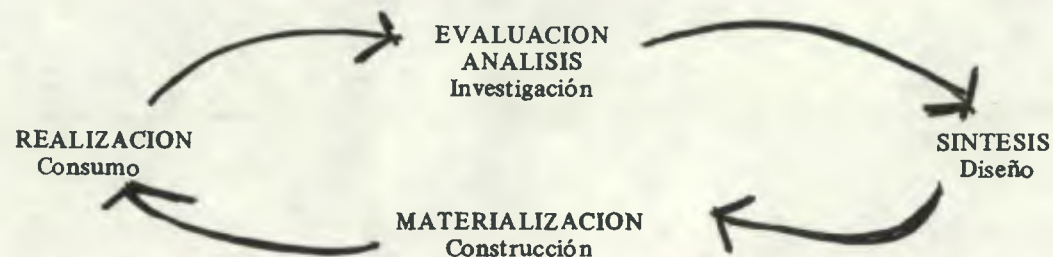 EVALUACION
ANALISIS
Investigación
REALIZACION
Consumo
SINTESIS
Diseño
MATERIALIZACION
Construcción